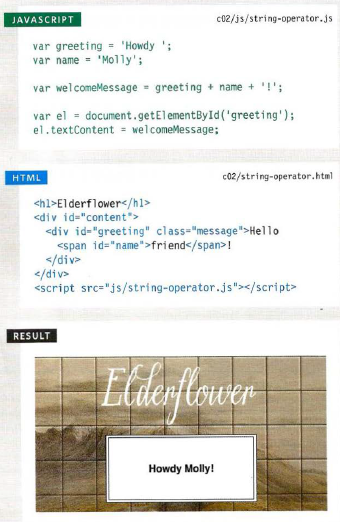 JAVASCRIPT c02/js/string-operator.js
var greeting = 'Howdy ';
var name = 'Molly';
var welcomeMessage = greeting + name + '!';
var el = document.getElementById('greeting');
el.textContent = welcomeMessage;
HTML c02/string-operator.html
<h1>Elderflower</h1>
<div id="content">
<div id="greeting" class="message">Hello
<span id="name">friend</span>!
</div>
</div>
<script src="js/string-operator.js"></script>
RESULT
Elderflower
Howdy Molly!